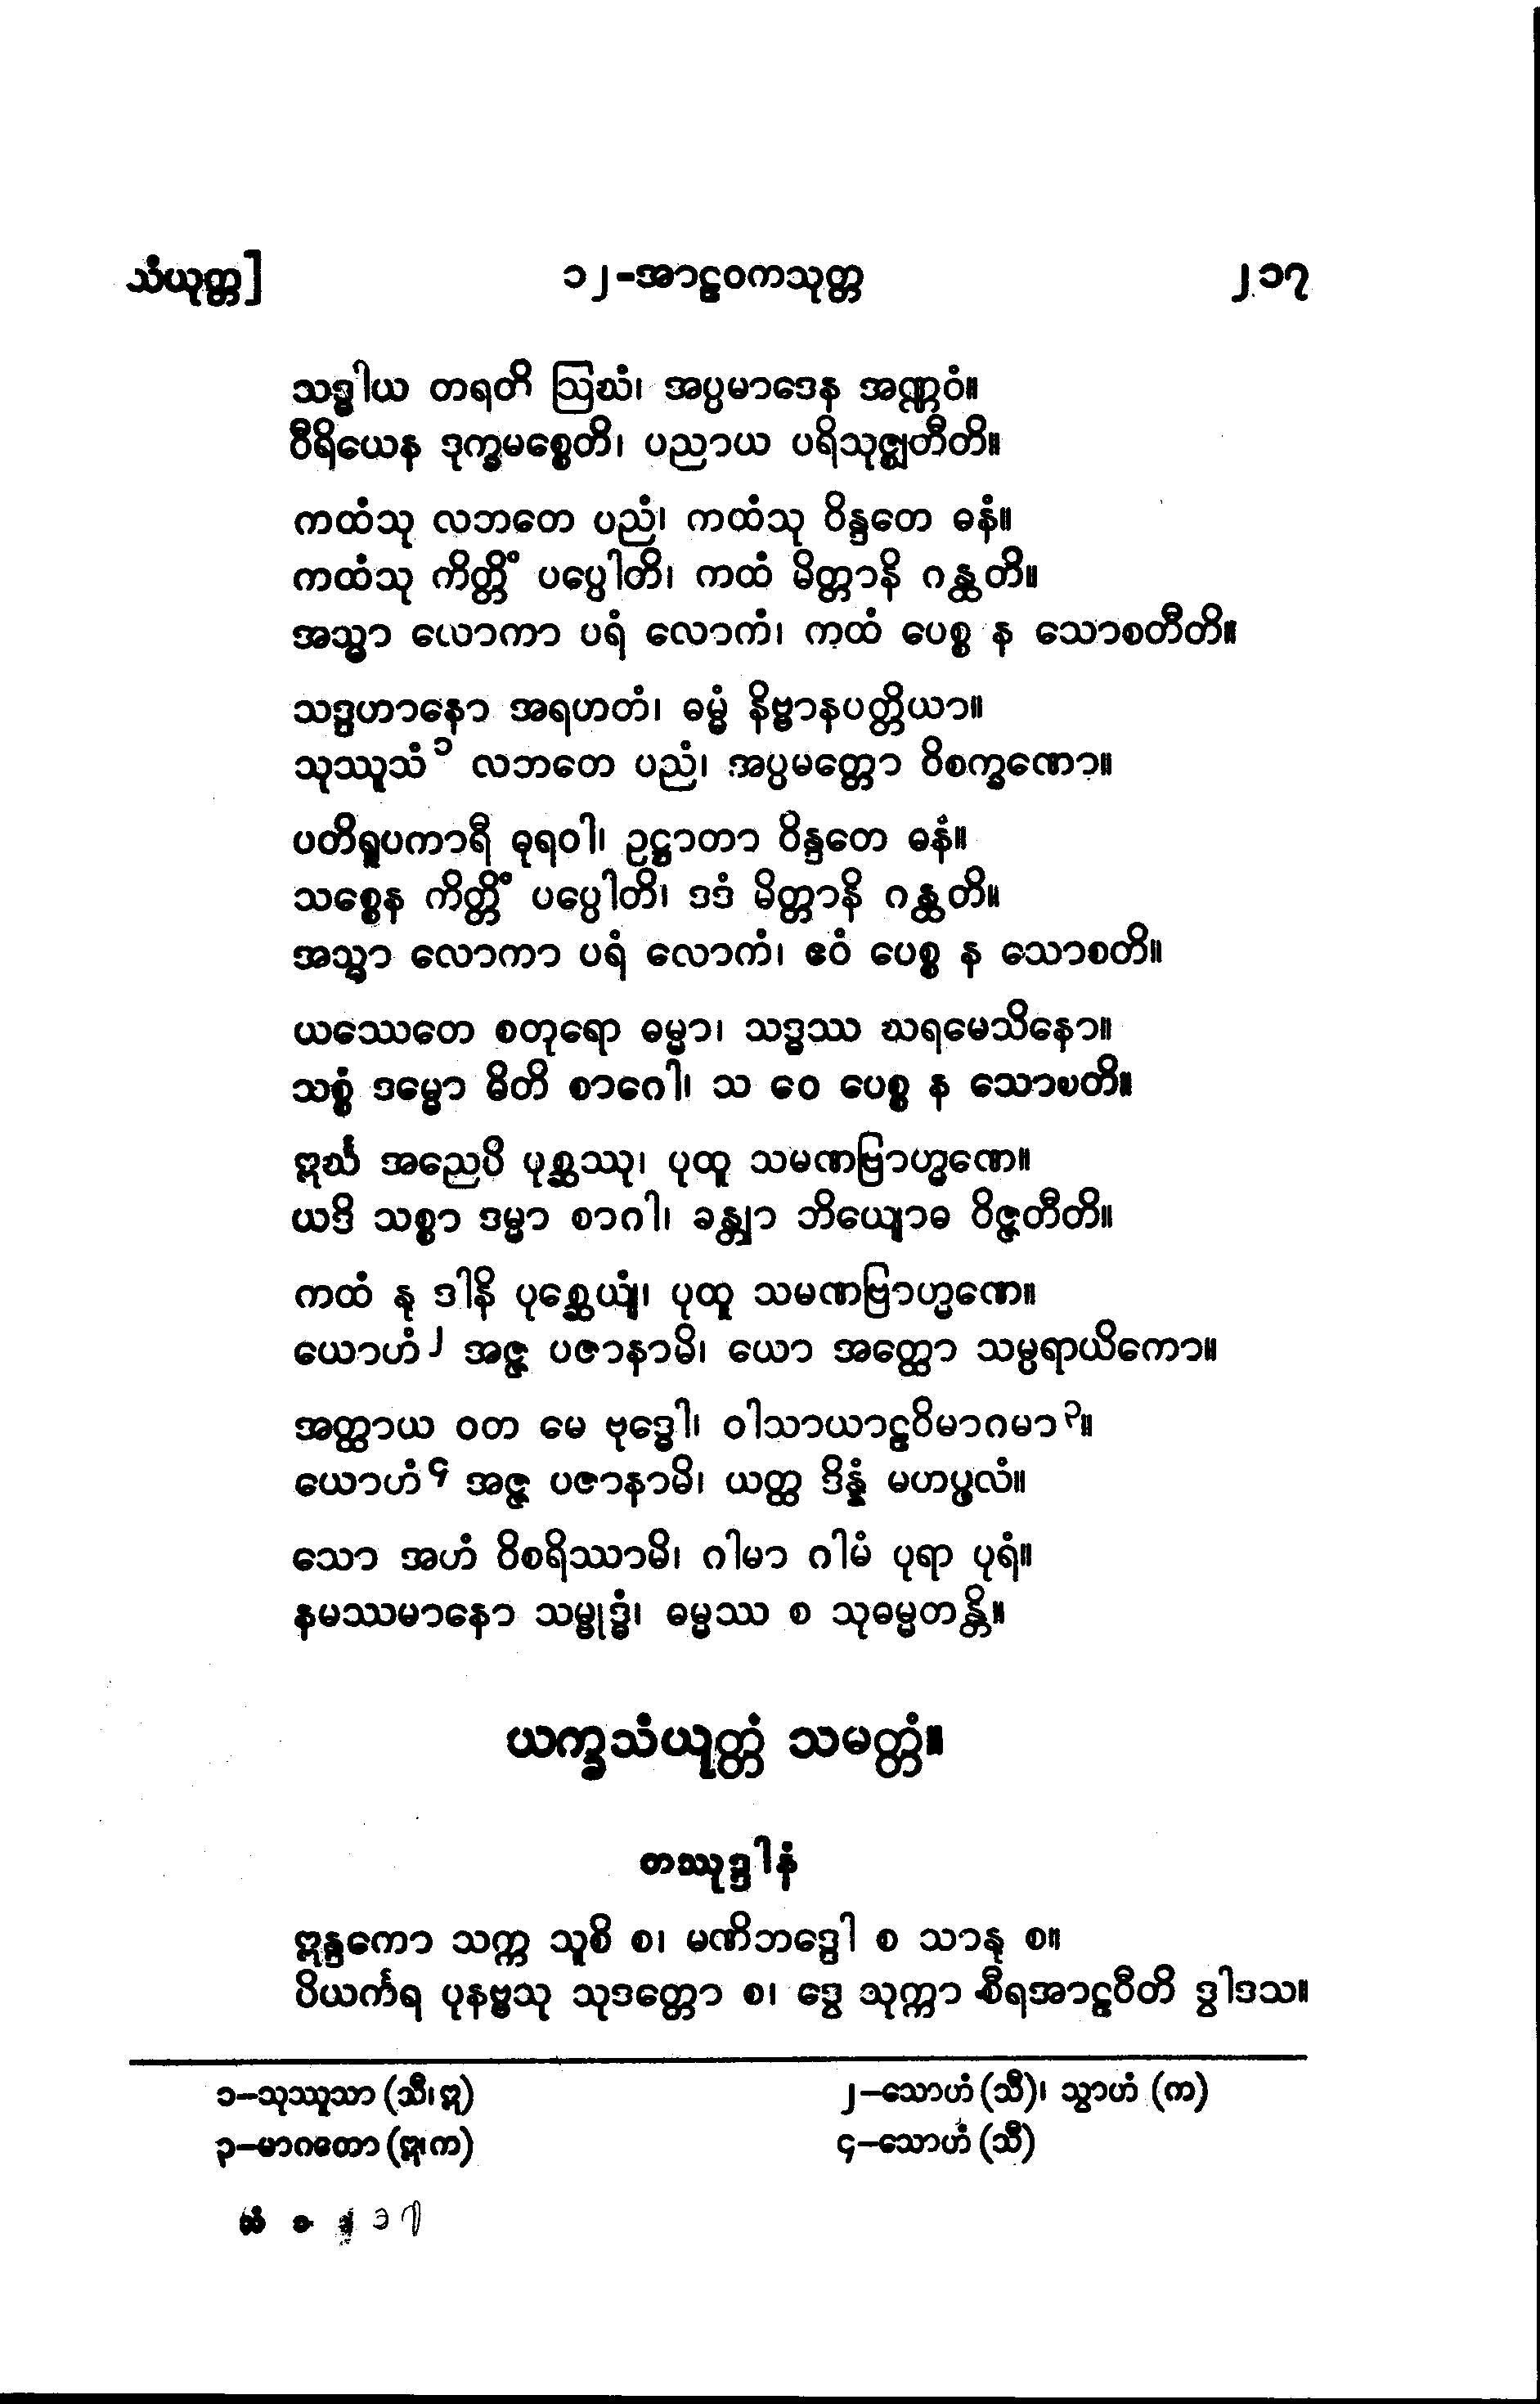 သံယုတ္တ]
၁၂-အာဠဝကသုတ္တ
၂၁၇
သဒ္ဓါယ တရတိ ဩဃံ၊ အပ္ပမာဒေန အဏ္ဏဝံ။
ဝီရိယေန ဒုက္ခမစ္စေတိ၊ ပညာယ ပရိသုဇ္ဈတီတိ။
ကထံသု လဘတေ ပညံ၊ ကထံသု ဝိန္ဒတေ ဓနံ။
ကထံသု ကိတ္တိံ ပပ္ပေါတိ၊ ကထံ မိတ္တာနိ ဂန္ထတိ။
အသ္မာ လောကာ ပရံ လောကံ၊ ကထံ ပေစ္စ န သောစတီတိ။
သဒ္ဒဟာနော အရဟတံ၊ ဓမ္မံ နိဗ္ဗာနပတ္တိယာ။
သုဿူသံ၁ လဘတေ ပညံ၊ အပ္ပမတ္တော ဝိစက္ခဏော။
ပတိရူပကာရီ ဓုရဝါ၊ ဥဋ္ဌာတာ ဝိန္ဒတေ ဓနံ။
သစ္စေန ကိတ္တိံ ပပ္ပေါတိ၊ ဒဒံ မိတ္တာနိ ဂန္ထတိ။
အသ္မာ လောကာ ပရံ လောကံ၊ ဧဝံ ပေစ္စ န သောစတိ။
ယဿေတေ စတုရော ဓမ္မာ၊ သဒ္ဓဿ ဃရမေသိနော။
သစ္စံ ဒမ္မော ဓိတိ စာဂေါ၊ သ ဝေ ပေစ္စ န သောစတိ။
ဣင်္ဃ အညေပိ ပုစ္ဆဿု၊ ပုထူ သမဏဗြာဟ္မဏေ။
ယဒိ သစ္စာ ဒမ္မာ စာဂါ၊ ခန္တျာ ဘိယျောဓ ဝိဇ္ဇတီတိ။
ကထံ နု ဒါနိ ပုစ္ဆေယျံ၊ ပုထူ သမဏဗြာဟ္မဏေ။
ယောဟံ၂ အဇ္ဇ ပဇာနာမိ၊ ယော အတ္ထော သမ္ပရာယိကော။
အတ္ထာယ ဝတ မေ ဗုဒ္ဓေါ၊ ဝါသာယာဠဝိမာဂမာ၃။
ယောဟံ၄ အဇ္ဇ ပဇာနာမိ၊ ယတ္ထ ဒိန္နံ မဟပ္ဖလံ။
သော အဟံ ဝိစရိဿာမိ၊ ဂါမာ ဂါမံ ပုရာ ပုရံ။
နမဿမာနော သမ္ဗုဒ္ဓံ၊ ဓမ္မဿ စ သုဓမ္မတန္တိ။
ယက္ခသံယုတ္တံ သမတ္တံ။
တဿုဒ္ဒါနံ
ဣန္ဒကော သက္က သူစိ စ၊ မဏိဘဒ္ဒေါ စ သာနု စ။
ပိယင်္ကရ ပုနဗ္ဗသု သုဒတ္တော စ၊ ဒွေ သုက္ကာ စီရအာဠဝီတိ ဒွါဒသ။
၁–သုဿူသာ (သီ၊ ဣ)
၂–သောဟံ (သီ)၊ သွာဟံ (က)
၃–မာဂတော (ဣ၊ က)
၄–သောဟံ (သီ)